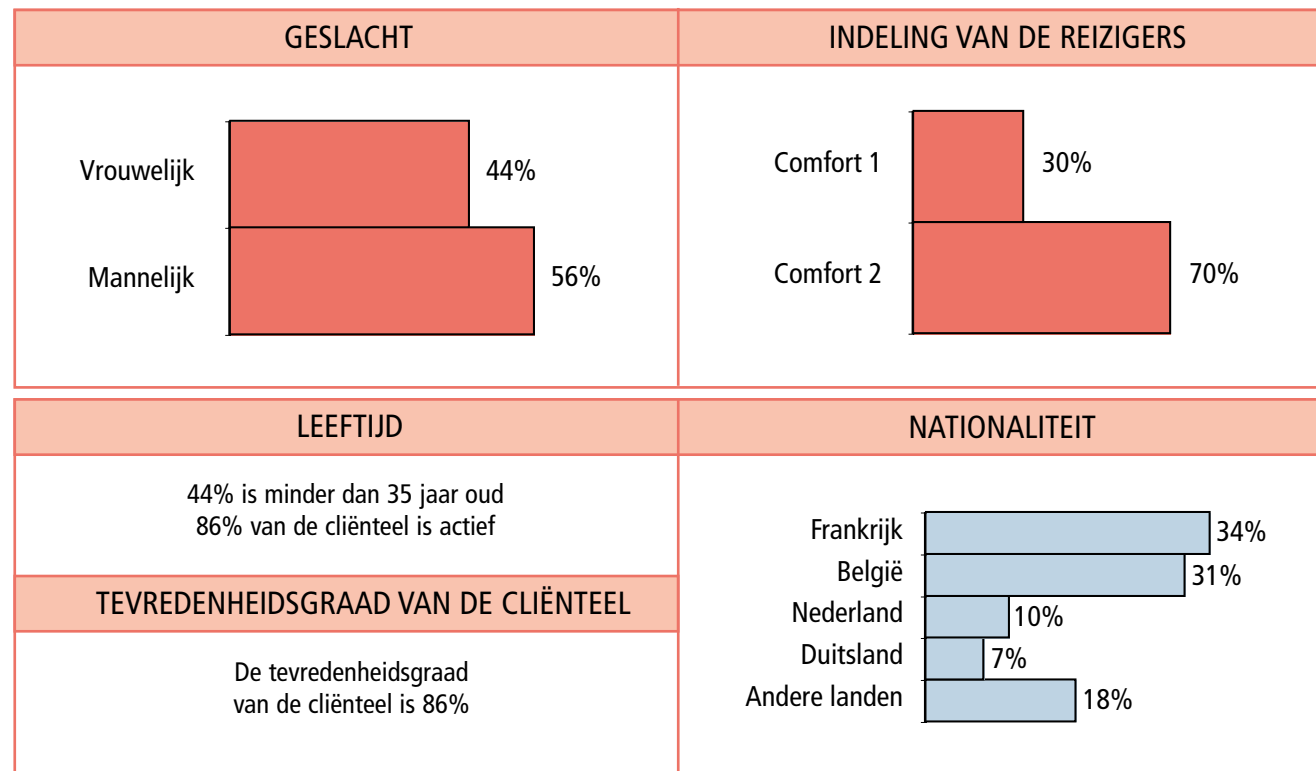 GESLACHT
Vrouwelijk 44%
Mannelijk 56%
INDELING VAN DE REIZIGERS
Comfort 1 30%
Comfort 2 70%
LEEFTIJD
44% is minder dan 35 jaar oud
86% van de cliënteel is actief
TEVREDENHEIDSGRAAD VAN DE CLIËNTEEL
De tevredenheidsgraad
van de cliënteel is 86%
NATIONALITEIT
Frankrijk 34%
België 31%
Nederland 10%
Duitsland 7%
Andere landen 18%